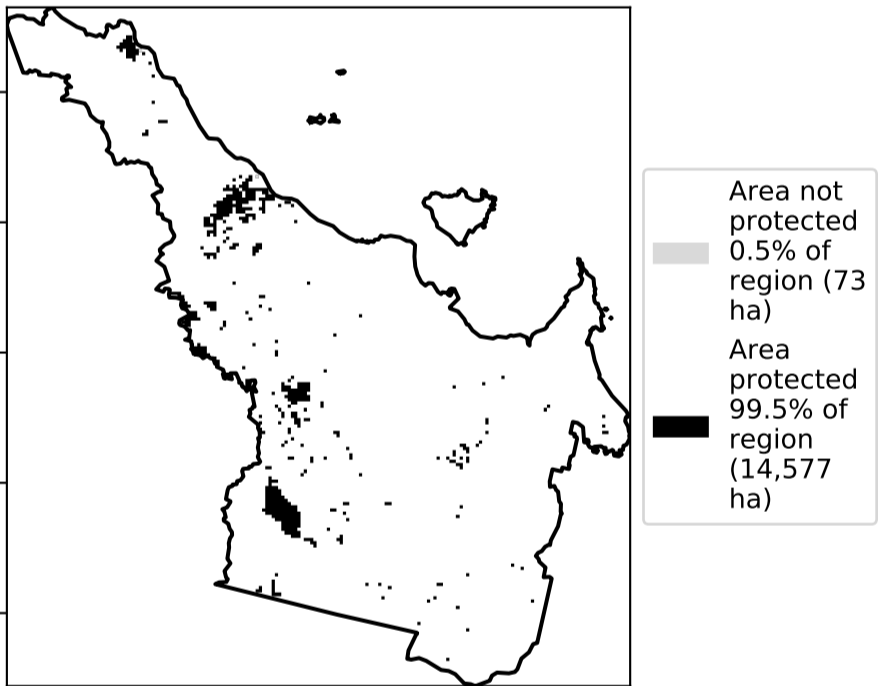 Area not
protected
0.5% of
region (73
ha)
Area
protected
99.5% of
region
(14,577
ha)